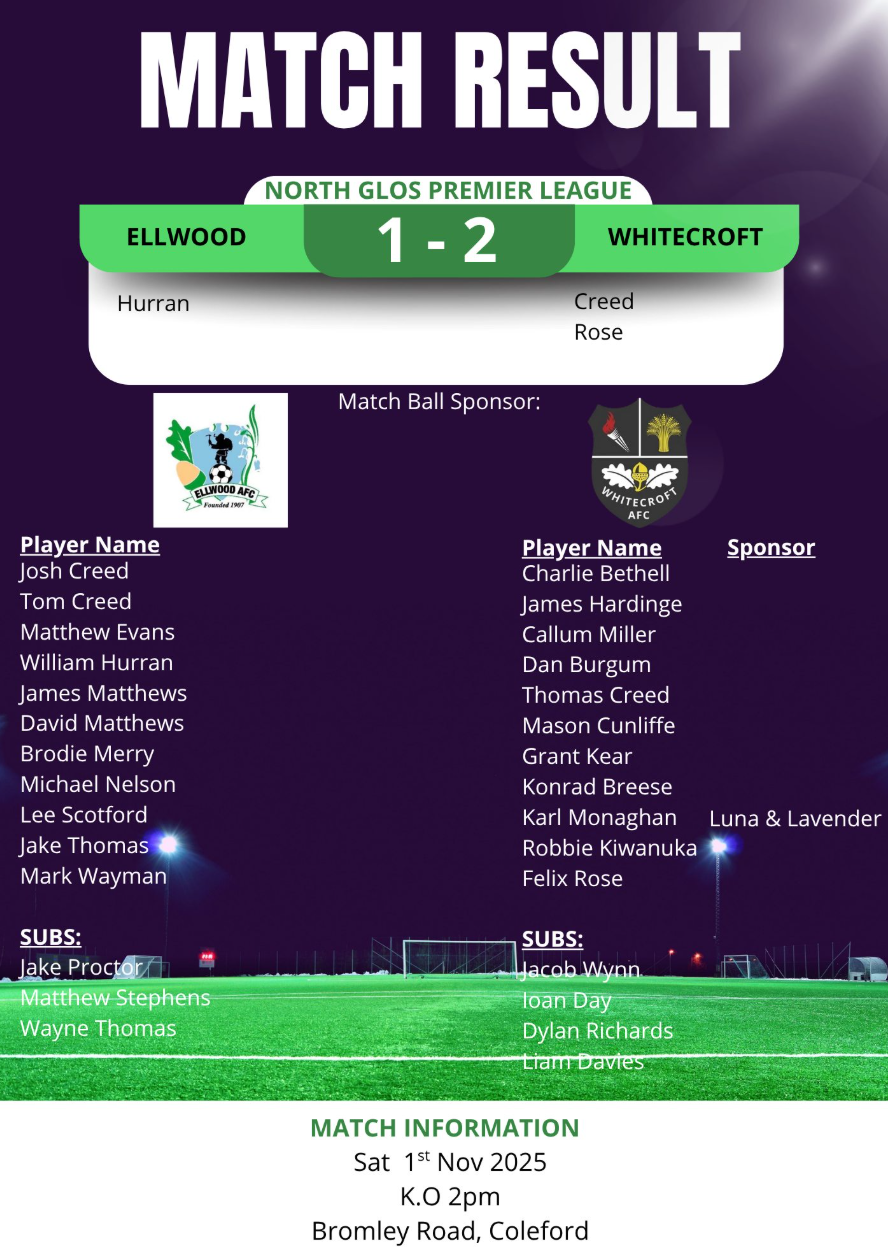 MATCH RESULT
NORTH GLOS PREMIER LEAGUE
ELLWOOD 1 - 2 WHITECROFT
Hurran
Creed
Rose
Match Ball Sponsor:
ELLWOOD AFC
Founded 1907
WHITECROFT
AFC
Player Name
Josh Creed
Tom Creed
Matthew Evans
William Hurran
James Matthews
David Matthews
Brodie Merry
Michael Nelson
Lee Scotford
Jake Thomas
Mark Wayman
SUBS:
Jake Proctor
Matthew Stephens
Wayne Thomas
Player Name Sponsor
Charlie Bethell
James Hardinge
Callum Miller
Dan Burgum
Thomas Creed
Mason Cunliffe
Grant Kear
Konrad Breese
Karl Monaghan Luna & Lavender
Robbie Kiwanuka
Felix Rose
SUBS:
Jacob Wynn
Ioan Day
Dylan Richards
Liam Davies
MATCH INFORMATION
Sat 1st Nov 2025
K.O 2pm
Bromley Road, Coleford